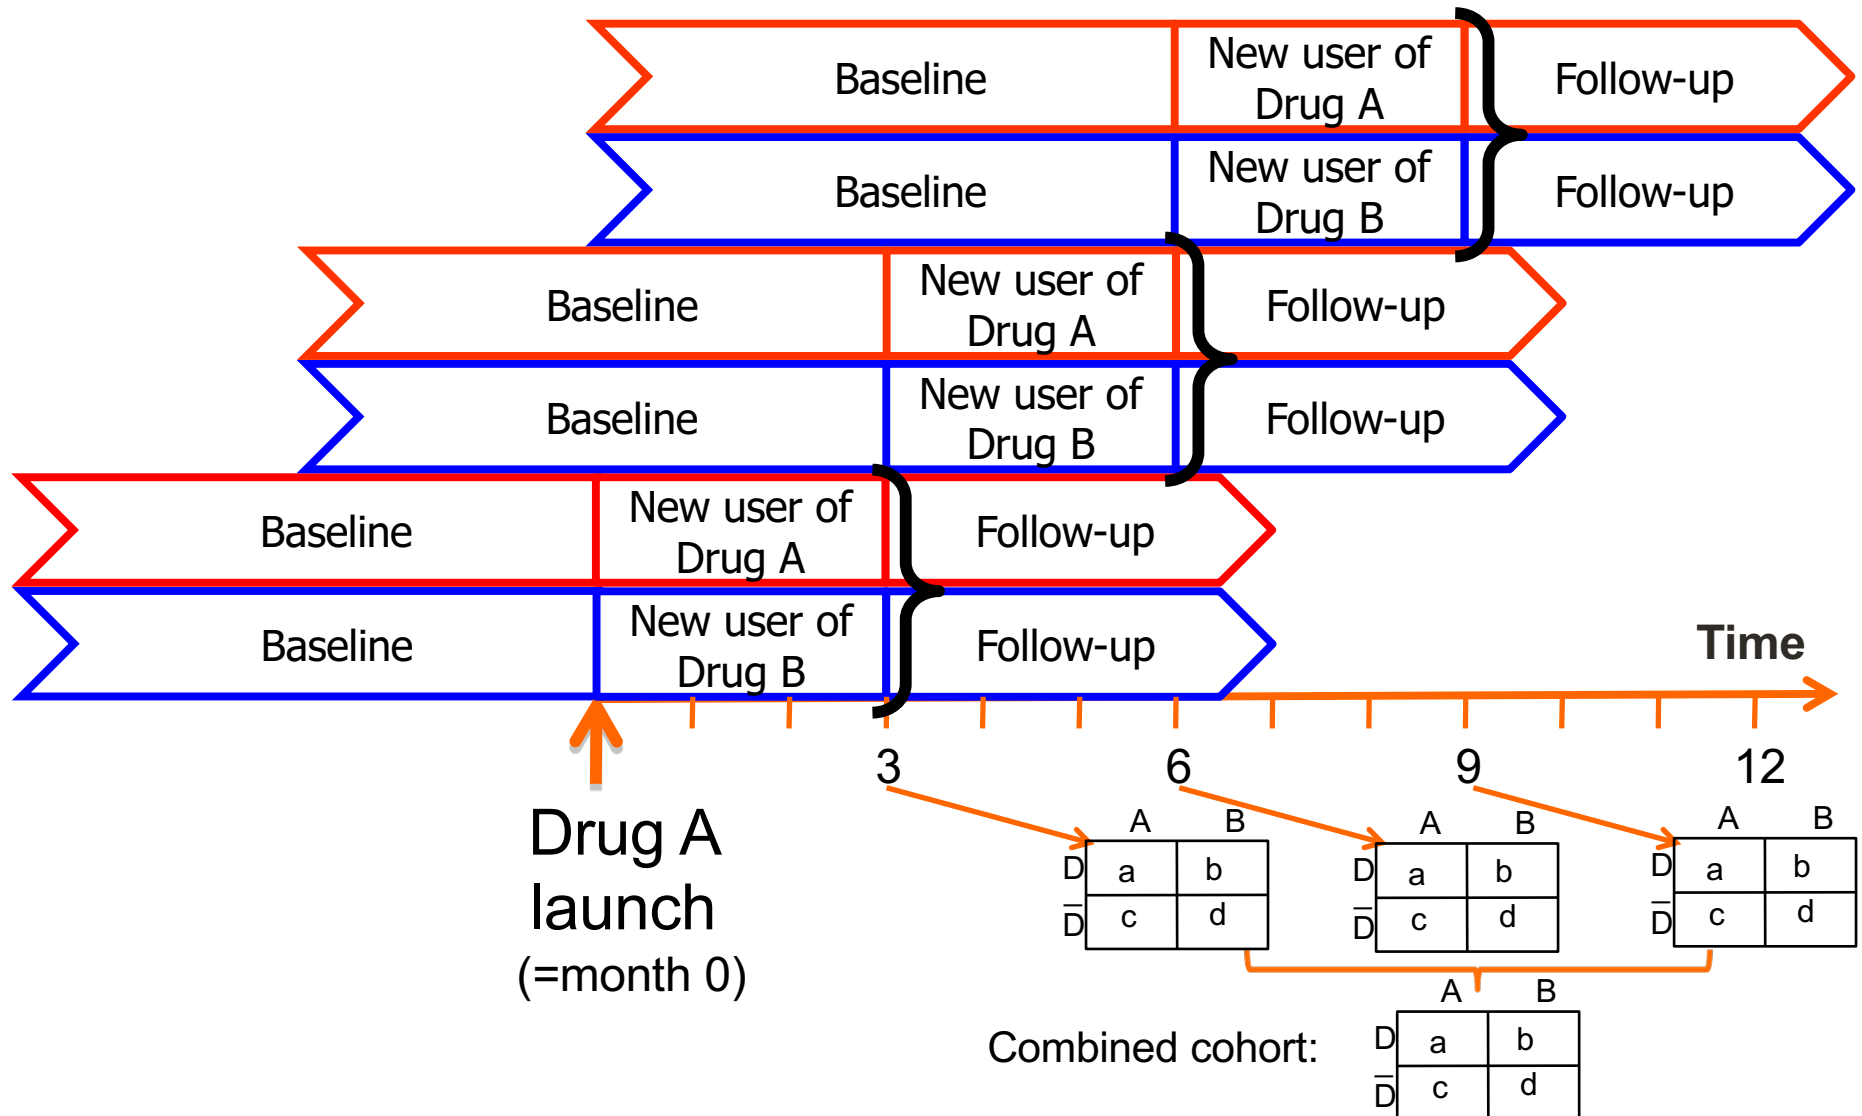 Baseline
New user of
Drug A
Follow-up
Baseline
New user of
Drug B
Follow-up
Baseline
New user of
Drug A
Follow-up
Baseline
New user of
Drug B
Follow-up
Baseline
New user of
Drug A
Follow-up
Baseline
New user of
Drug B
Follow-up
Time
3 6 9 12
Drug A
launch
(=month 0)
A B
D a b
D̅ c d
A B
D a b
D̅ c d
A B
D a b
D̅ c d
Combined cohort:
A B
D a b
D̅ c d